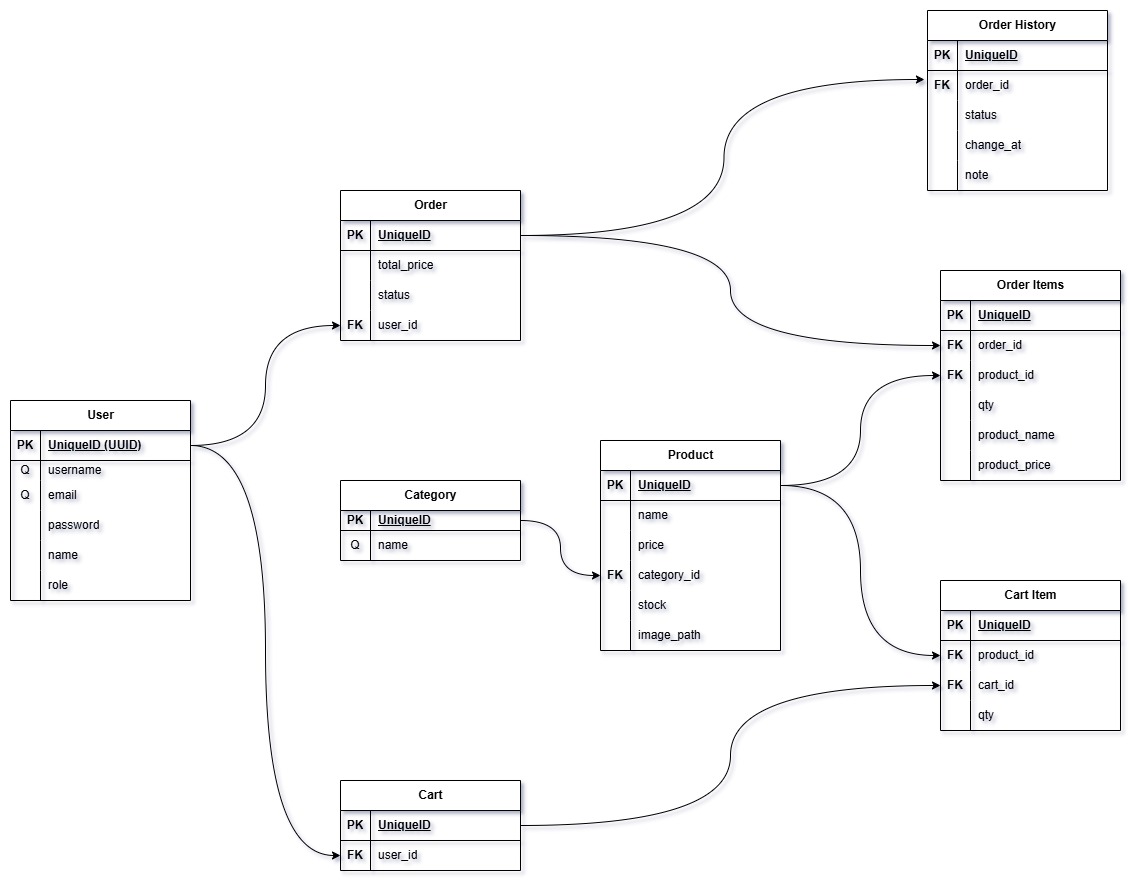 Order History
PK UniqueID
FK order_id
status
change_at
note
Order
PK UniqueID
total_price
status
FK user_id
Order Items
PK UniqueID
FK order_id
FK product_id
qty
product_name
product_price
User
PK UniqueID (UUID)
Q username
Q email
password
name
role
Category
PK UniqueID
Q name
Product
PK UniqueID
name
price
FK category_id
stock
image_path
Cart Item
PK UniqueID
FK product_id
FK cart_id
qty
Cart
PK UniqueID
FK user_id